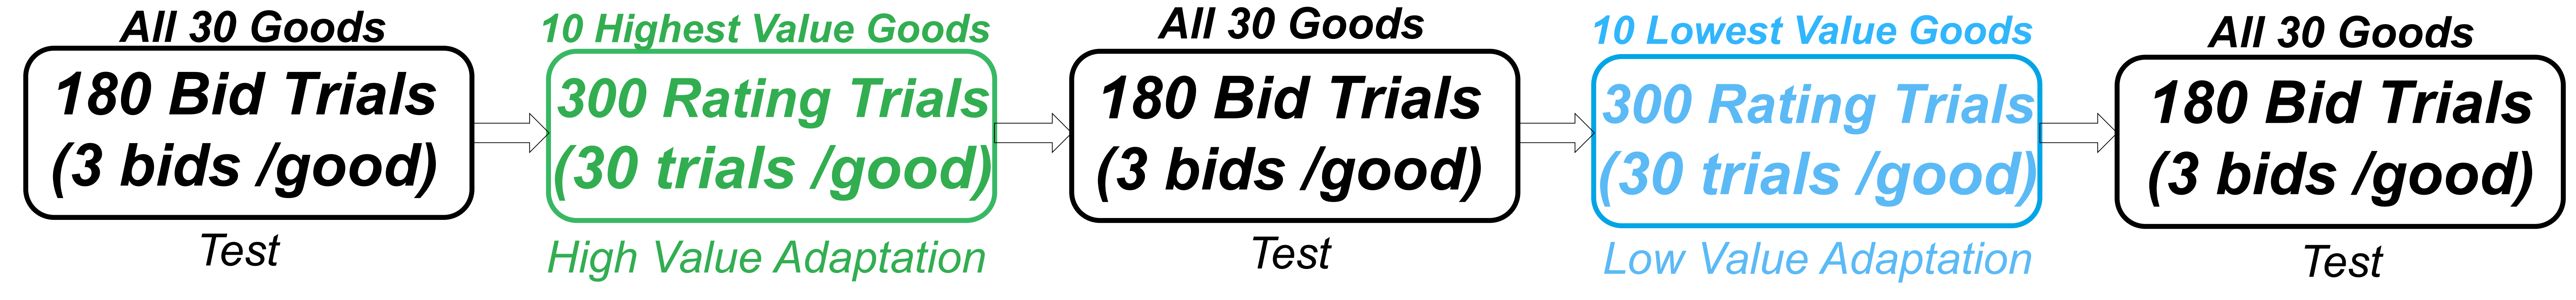 All 30 Goods
180 Bid Trials
(3 bids /good)
Test
10 Highest Value Goods
300 Rating Trials
(30 trials /good)
High Value Adaptation
All 30 Goods
180 Bid Trials
(3 bids /good)
Test
10 Lowest Value Goods
300 Rating Trials
(30 trials /good)
Low Value Adaptation
All 30 Goods
180 Bid Trials
(3 bids /good)
Test